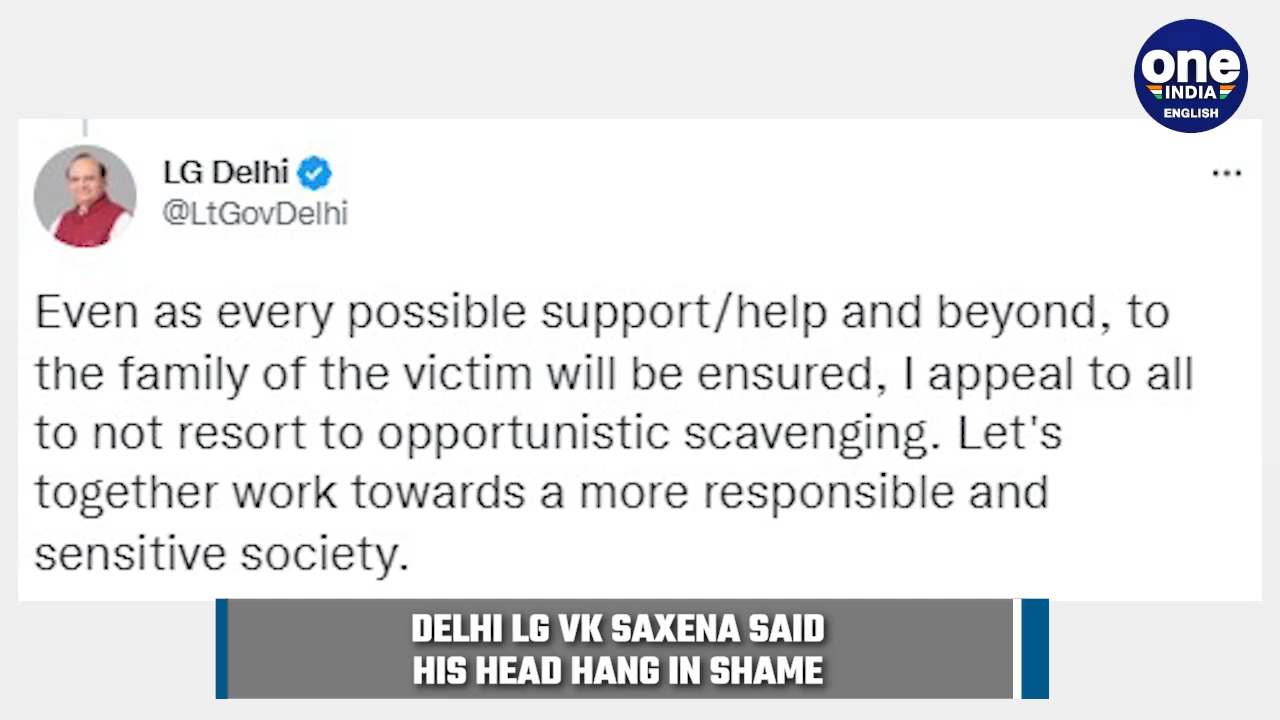 one
INDIA
ENGLISH
LG Delhi
@LtGovDelhi
Even as every possible support/help and beyond, to
the family of the victim will be ensured, I appeal to all
to not resort to opportunistic scavenging. Let's
together work towards a more responsible and
sensitive society.
DELHI LG VK SAXENA SAID
HIS HEAD HANG IN SHAME